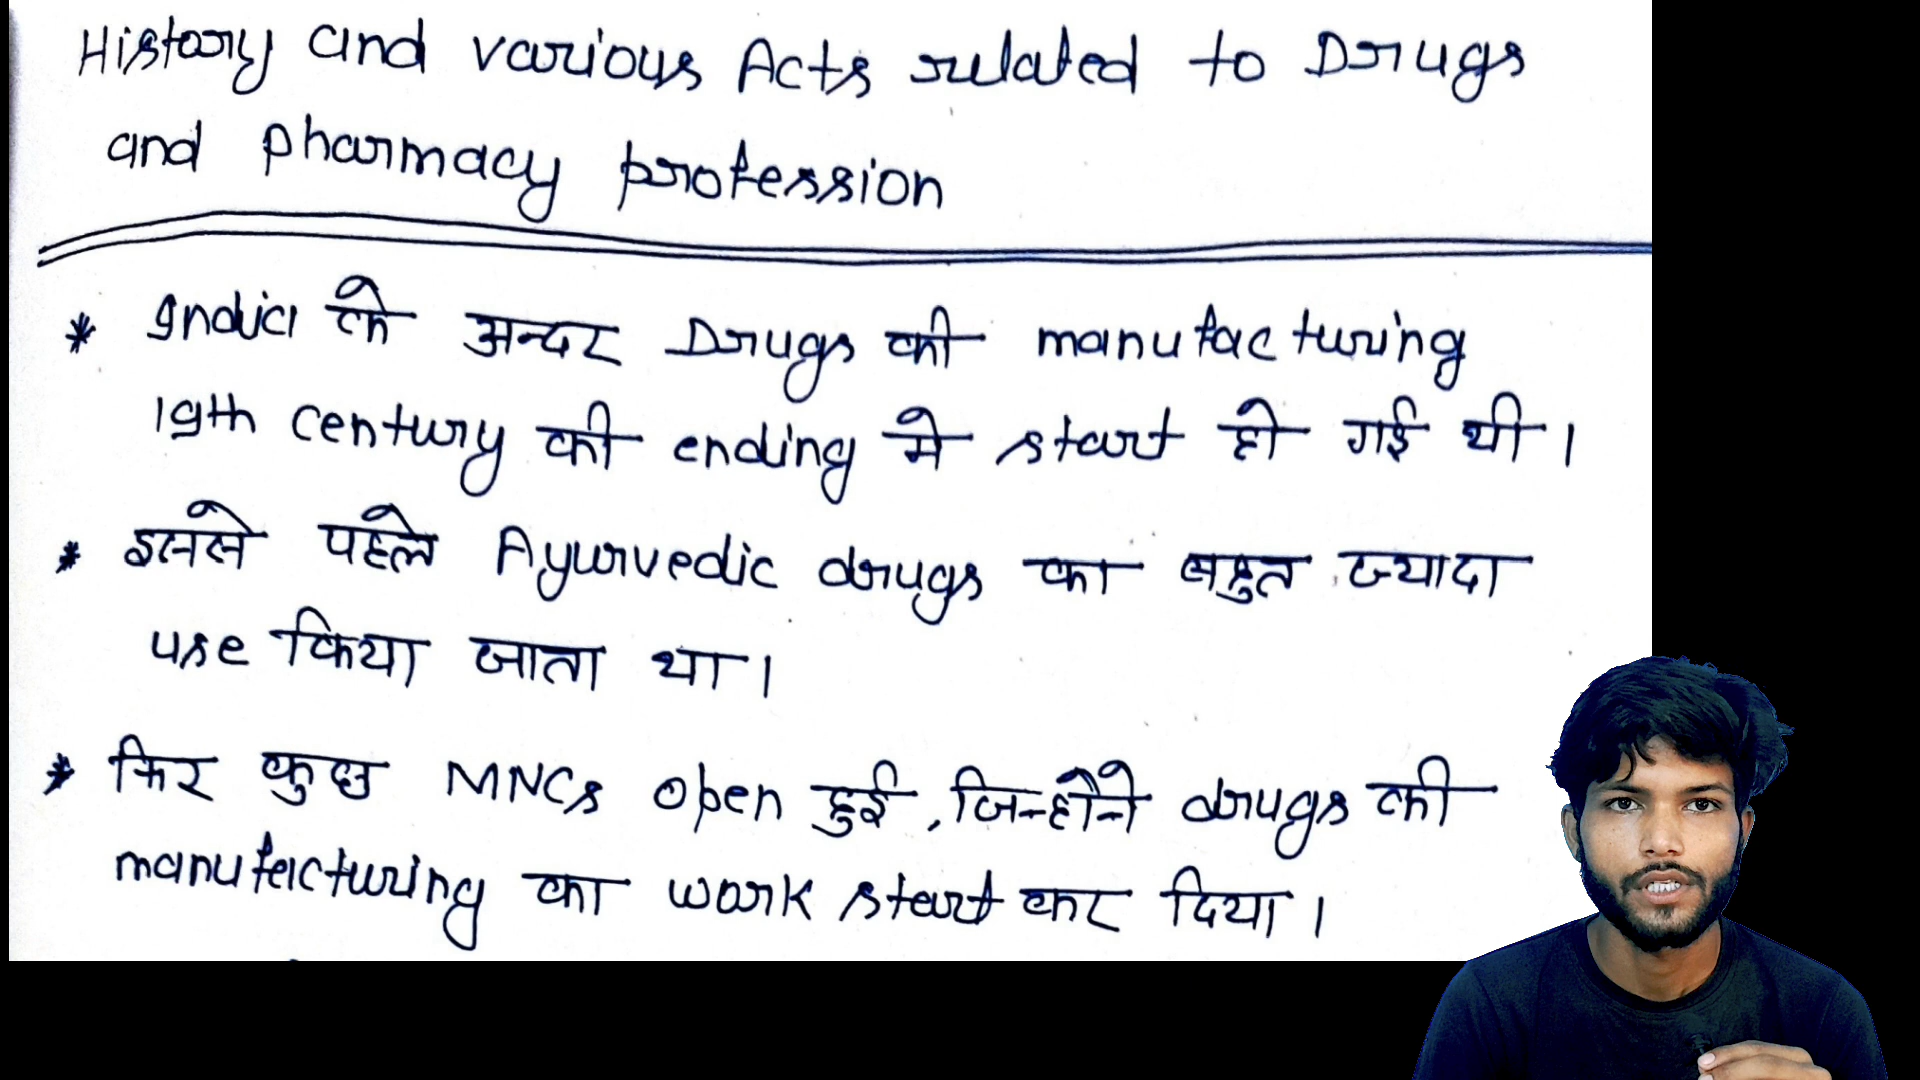 History and various Acts related to Drugs
and pharmacy profession
* India के अन्दर Drugs की manufacturing
19th century की ending मे start हो गई थी।
* इससे पहले Ayurvedic drugs का बहुत ज्यादा
use किया जाता था।
* फिर कुछ MNCs open हुई, जिन्होंने drugs की
manufacturing का work start कर दिया।